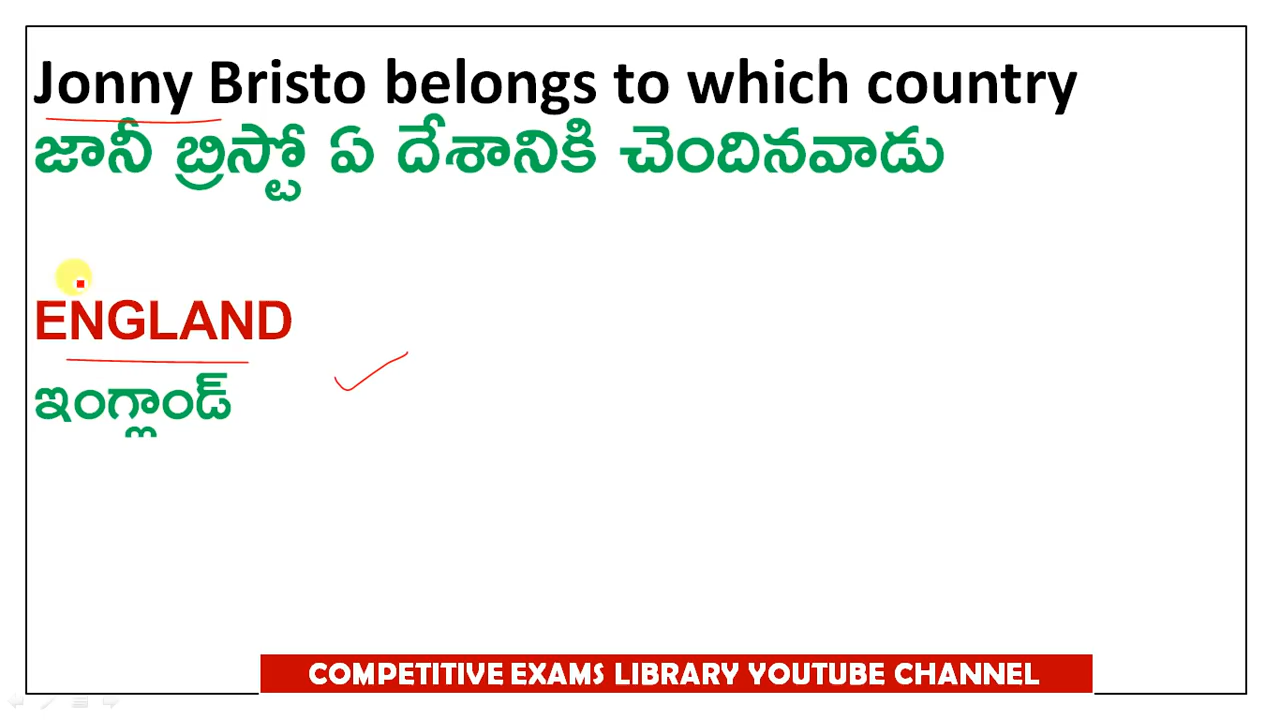 Jonny Bristo belongs to which country
జానీ బ్రిస్టో ఏ దేశానికి చెందినవాడు
ENGLAND
ఇంగ్లాండ్
COMPETITIVE EXAMS LIBRARY YOUTUBE CHANNEL